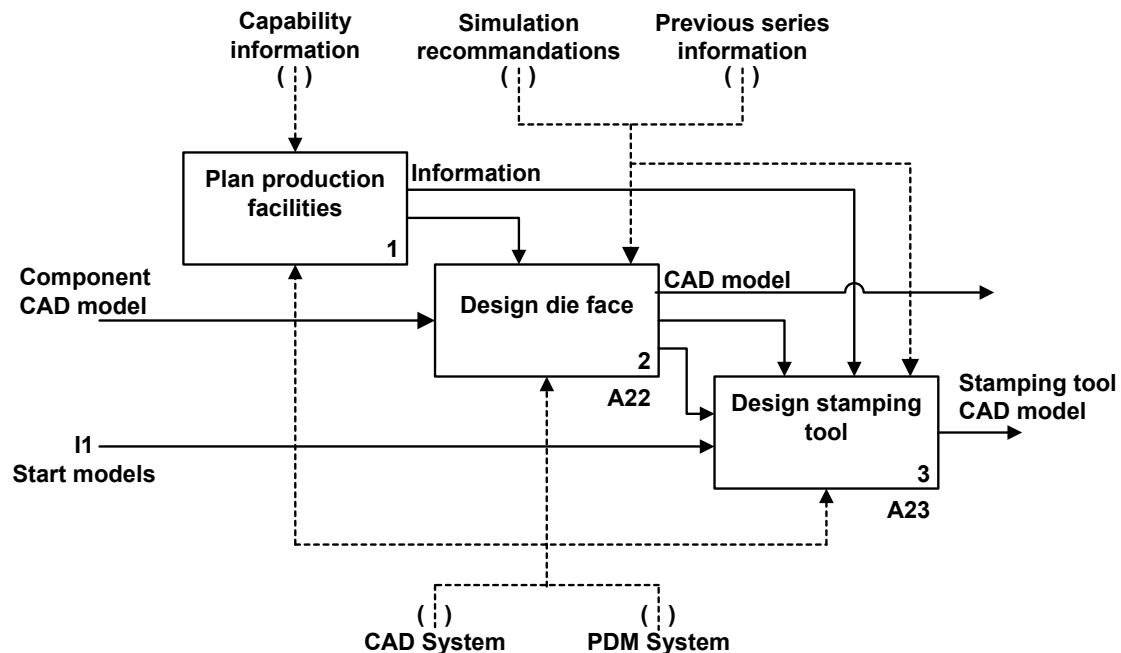 Capability
information
( )
Simulation
recommandations
( )
Previous series
information
( )
Plan production
facilities
1
Information
Component
CAD model
Design die face
2
A22
CAD model
I1
Start models
Design stamping
tool
3
A23
Stamping tool
CAD model
( )
CAD System
( )
PDM System